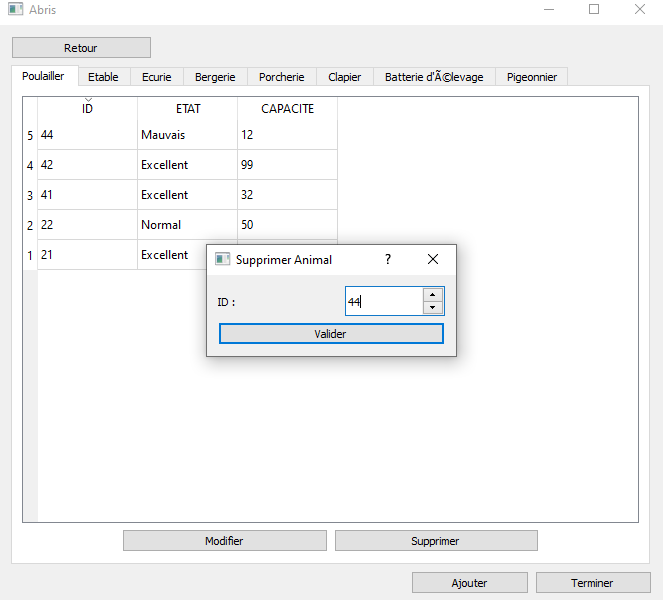 Abris
Retour
Poulailler Etable Ecurie Bergerie Porcherie Clapier Batterie d'Ã©levage Pigeonnier
ID ETAT CAPACITE
5 44 Mauvais 12
4 42 Excellent 99
3 41 Excellent 32
2 22 Normal 50
1 21 Excellent
Supprimer Animal ?
ID : 44
Valider
Modifier Supprimer
Ajouter Terminer